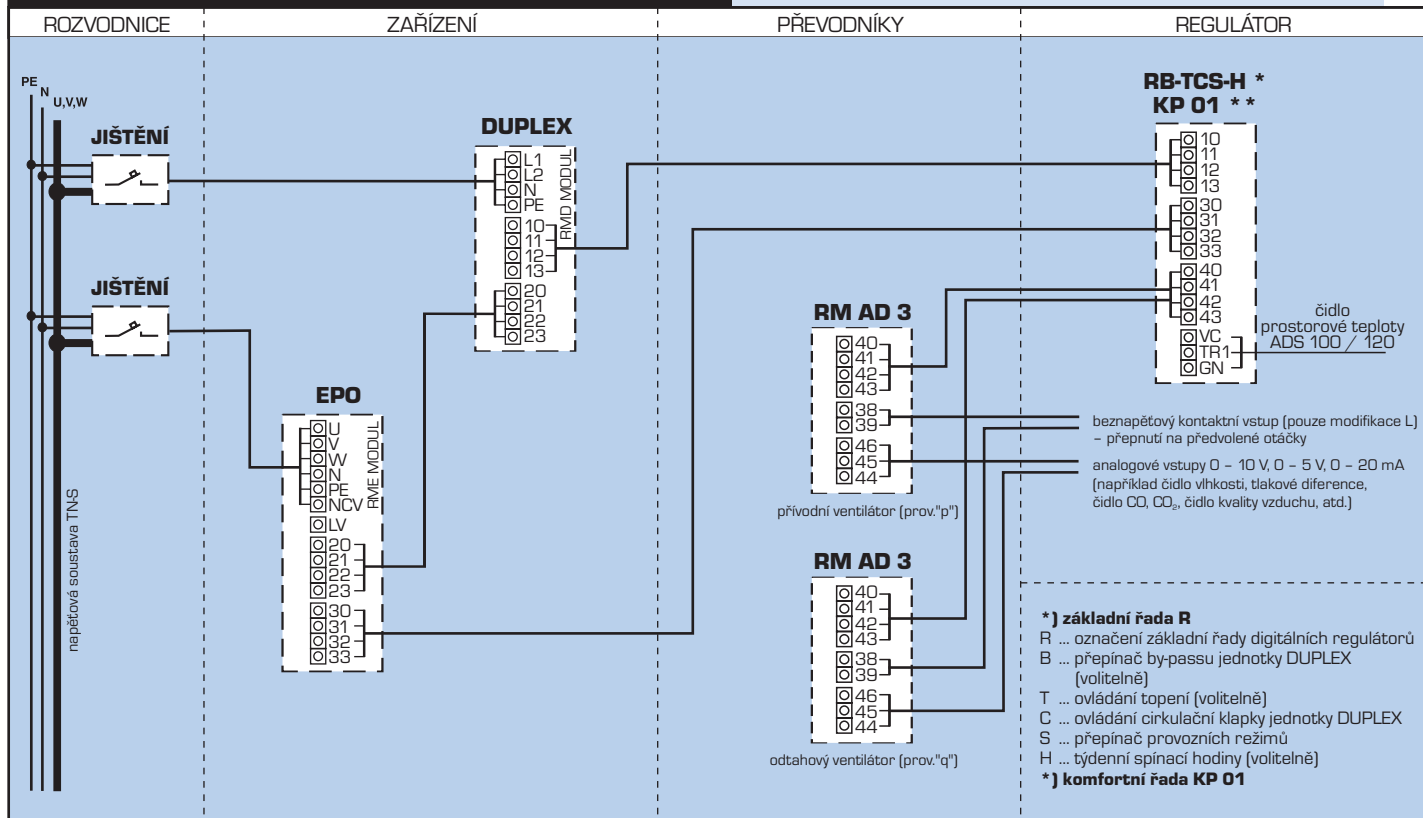 ROZVODNICE
ZAŘÍZENÍ
PŘEVODNÍKY
REGULÁTOR
PE
N
U,V,W
JIŠTĚNÍ
JIŠTĚNÍ
napěťová soustava TN-S
DUPLEX
L1
L2
N
PE
10
11
12
13
20
21
22
23
RMD MODUL
EPO
U
V
W
N
PE
NCV
LV
20
21
22
23
30
31
32
33
RME MODUL
RM AD 3
40
41
42
43
38
39
46
45
44
přívodní ventilátor (prov."p")
RM AD 3
40
41
42
43
38
39
46
45
44
odtahový ventilátor (prov."q")
RB-TCS-H *
KP 01 * *
10
11
12
13
30
31
32
33
40
41
42
43
VC
TR1
GN
čidlo
prostorové teploty
ADS 100 / 120
beznapěťový kontaktní vstup (pouze modifikace L)
– přepnutí na předvolené otáčky
analogové vstupy 0 – 10 V, 0 – 5 V, 0 – 20 mA
(například čidlo vlhkosti, tlakové diference,
čidlo CO, CO₂, čidlo kvality vzduchu, atd.)
*) základní řada R
R ... označení základní řady digitálních regulátorů
B ... přepínač by-passu jednotky DUPLEX
(volitelně)
T ... ovládání topení (volitelně)
C ... ovládání cirkulační klapky jednotky DUPLEX
S ... přepínač provozních režimů
H ... týdenní spínací hodiny (volitelně)
*) komfortní řada KP 01